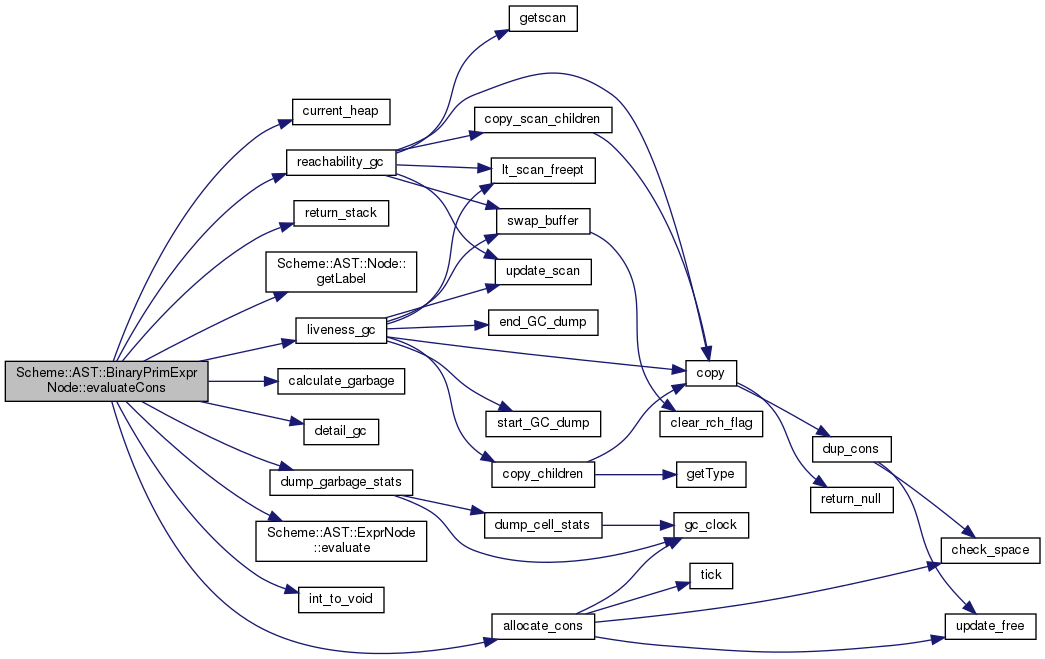 getscan
current_heap
copy_scan_children
reachability_gc
lt_scan_freept
return_stack
swap_buffer
Scheme::AST::Node::
getLabel
update_scan
liveness_gc
end_GC_dump
Scheme::AST::BinaryPrimExpr
Node::evaluateCons
calculate_garbage
copy
detail_gc
start_GC_dump
clear_rch_flag
dup_cons
dump_garbage_stats
copy_children
getType
return_null
Scheme::AST::ExprNode
::evaluate
dump_cell_stats
gc_clock
check_space
int_to_void
tick
allocate_cons
update_free